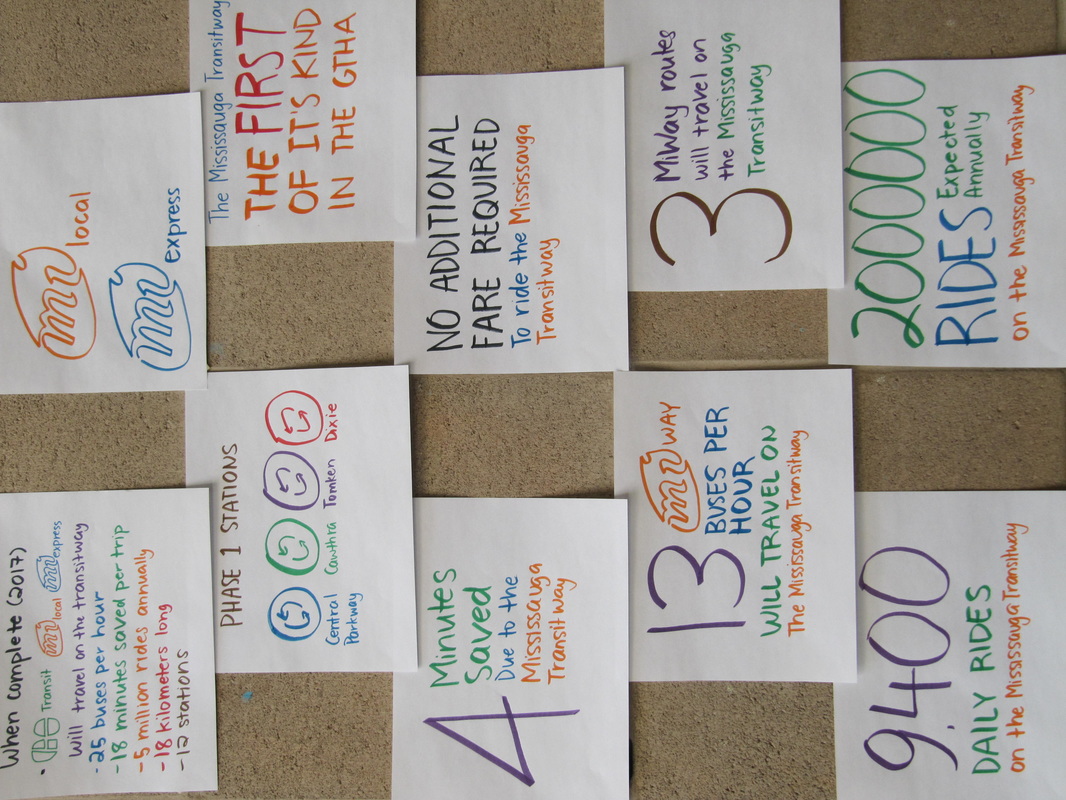 When complete (2017)
• GO Transit mi local mi express
will travel on the transitway
- 25 buses per hour
- 18 minutes saved per trip
- 5 million rides annually
- 18 kilometers long
- 12 stations
mi local
mi express
PHASE 1 STATIONS
Central Parkway
Cawthra
Tomken
Dixie
The Mississauga Transitway
THE FIRST
OF IT'S KIND
IN THE GTHA
4 Minutes
Saved
Due to the
Mississauga
Transitway
NO ADDITIONAL
FARE REQUIRED
To ride the Mississauga
Transitway
13 mi WAY
BUSES PER
HOUR
WILL TRAVEL ON
The Mississauga Transitway
3 MiWay routes
will travel on
the Mississauga
Transitway
9,400
DAILY RIDES
on the Mississauga Transitway
2000000
RIDES Expected
Annually
on the Mississauga Transitway